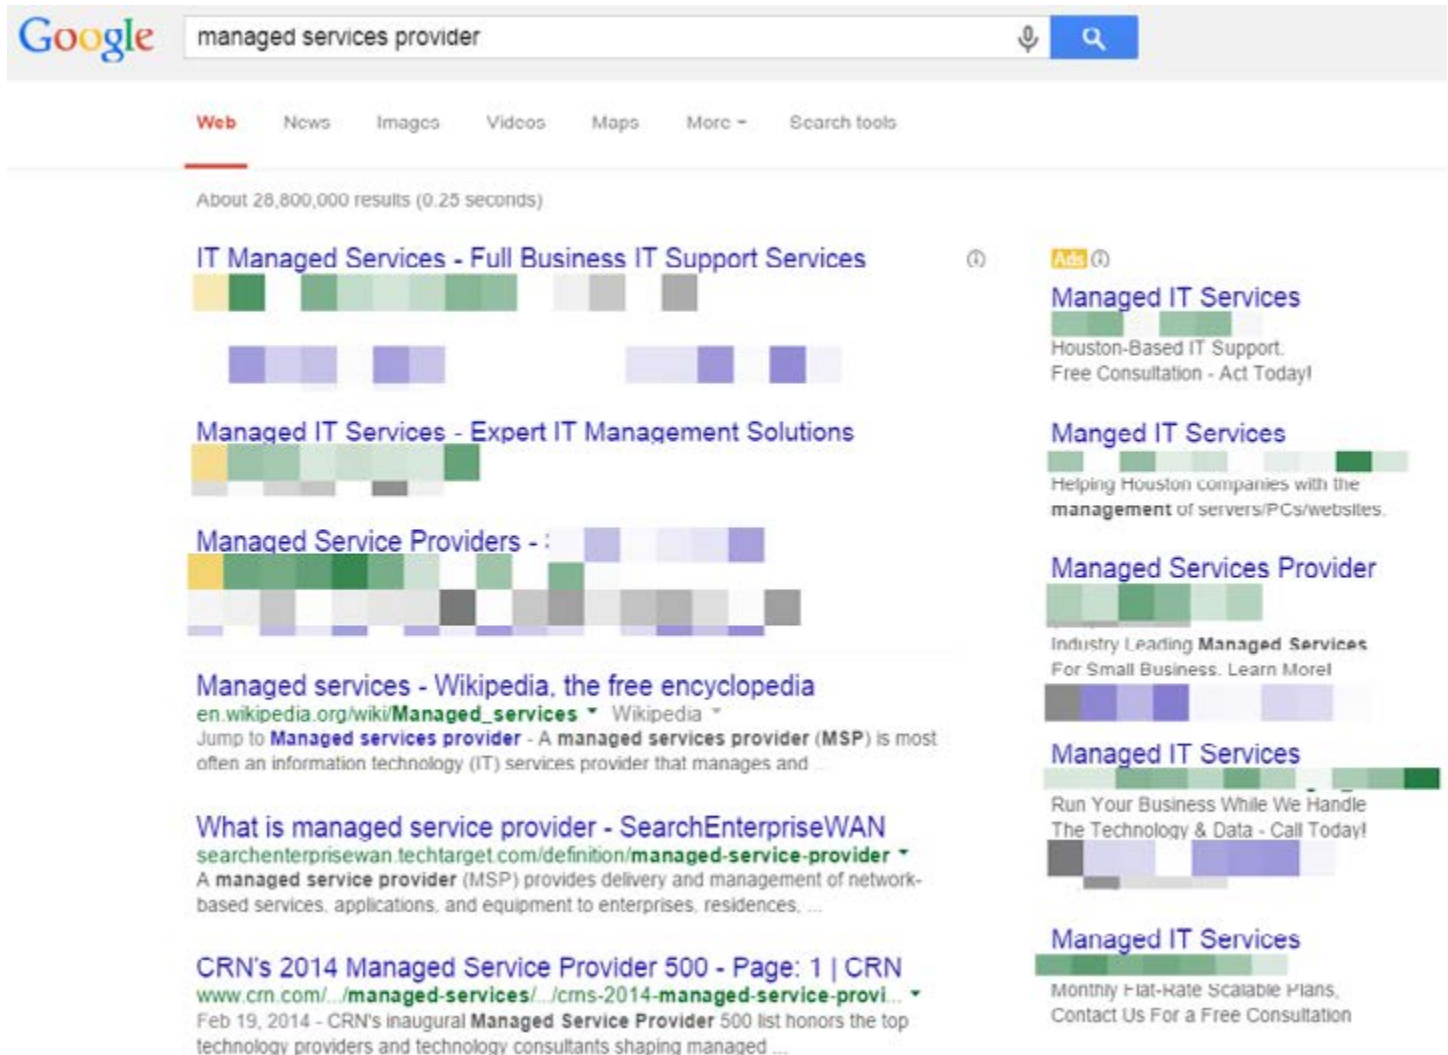 Google
managed services provider
Web News Images Videos Maps More Search tools
About 28,800,000 results (0.25 seconds)
IT Managed Services - Full Business IT Support Services
Managed IT Services - Expert IT Management Solutions
Managed Service Providers -
Managed services - Wikipedia, the free encyclopedia
en.wikipedia.org/wiki/Managed_services Wikipedia
Jump to Managed services provider - A managed services provider (MSP) is most
often an information technology (IT) services provider that manages and ...
What is managed service provider - SearchEnterpriseWAN
searchenterprisewan.techtarget.com/definition/managed-service-provider
A managed service provider (MSP) provides delivery and management of network-
based services, applications, and equipment to enterprises, residences, ...
CRN's 2014 Managed Service Provider 500 - Page: 1 | CRN
www.crn.com/.../managed-services/.../crns-2014-managed-service-provi...
Feb 19, 2014 - CRN's inaugural Managed Service Provider 500 list honors the top
technology providers and technology consultants shaping managed ...
Ads
Managed IT Services
Houston-Based IT Support.
Free Consultation - Act Today!
Manged IT Services
Helping Houston companies with the
management of servers/PCs/websites.
Managed Services Provider
Industry Leading Managed Services
For Small Business. Learn More!
Managed IT Services
Run Your Business While We Handle
The Technology & Data - Call Today!
Managed IT Services
Monthly Flat-Rate Scalable Plans,
Contact Us For a Free Consultation